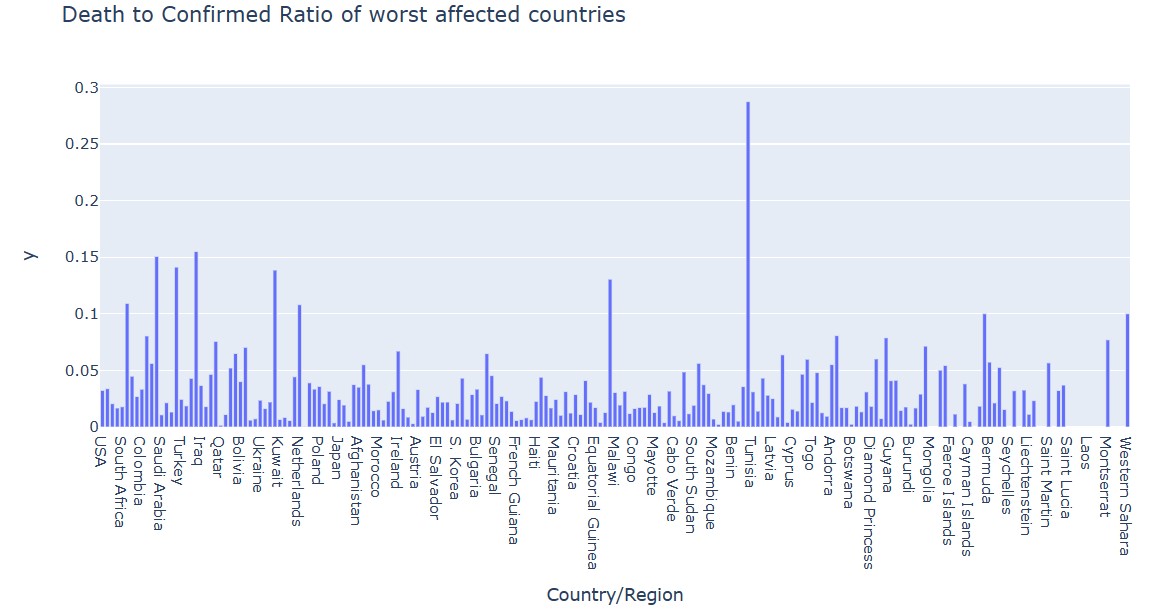 Death to Confirmed Ratio of worst affected countries
0.3
0.25
0.2
0.15
0.1
0.05
0
y
USA
South Africa
Colombia
Saudi Arabia
Turkey
Iraq
Qatar
Bolivia
Ukraine
Kuwait
Netherlands
Poland
Japan
Afghanistan
Morocco
Ireland
Austria
El Salvador
S. Korea
Bulgaria
Senegal
French Guiana
Haiti
Mauritania
Croatia
Equatorial Guinea
Malawi
Congo
Mayotte
Cabo Verde
South Sudan
Mozambique
Benin
Tunisia
Latvia
Cyprus
Togo
Andorra
Botswana
Diamond Princess
Guyana
Burundi
Mongolia
Faeroe Islands
Cayman Islands
Bermuda
Seychelles
Liechtenstein
Saint Martin
Saint Lucia
Laos
Montserrat
Western Sahara
Country/Region